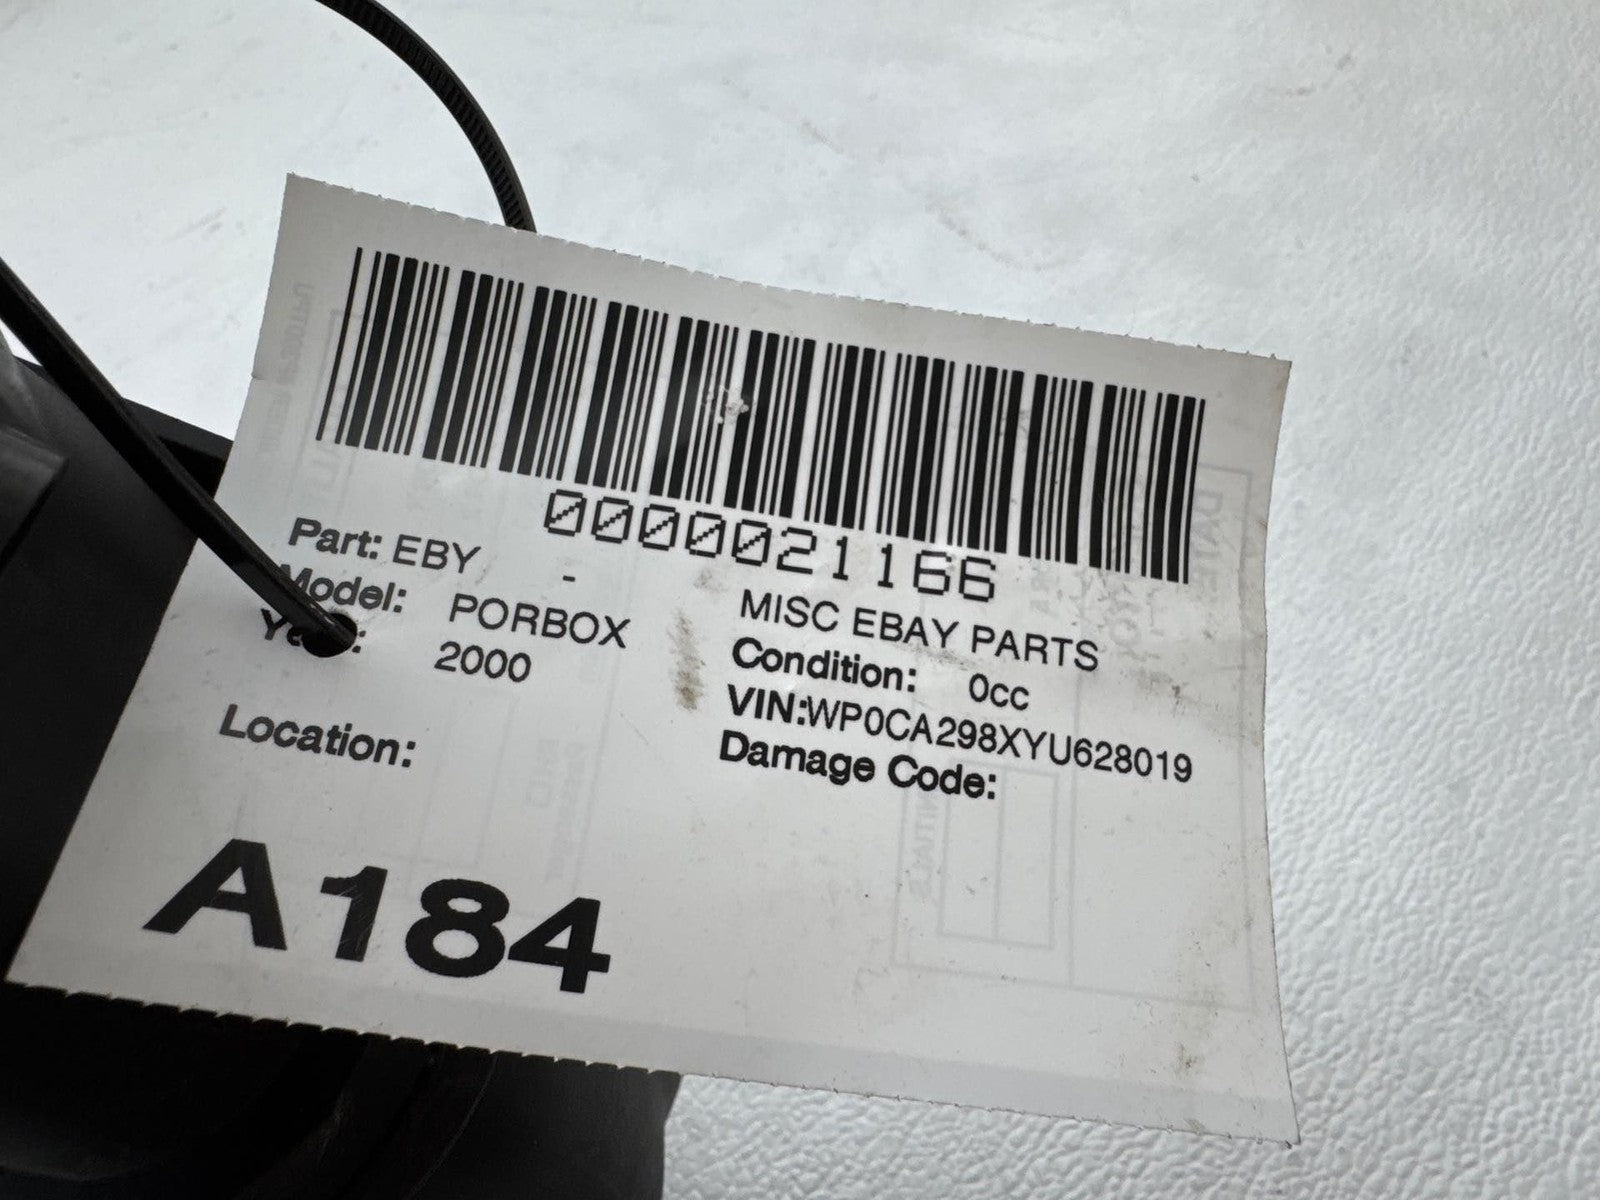 0000021166
Part: EBY -
MISC EBAY PARTS
Model: PORBOX
Condition: 0cc
2000
VIN:WP0CA298XYU628019
Location:
Damage Code:
A184